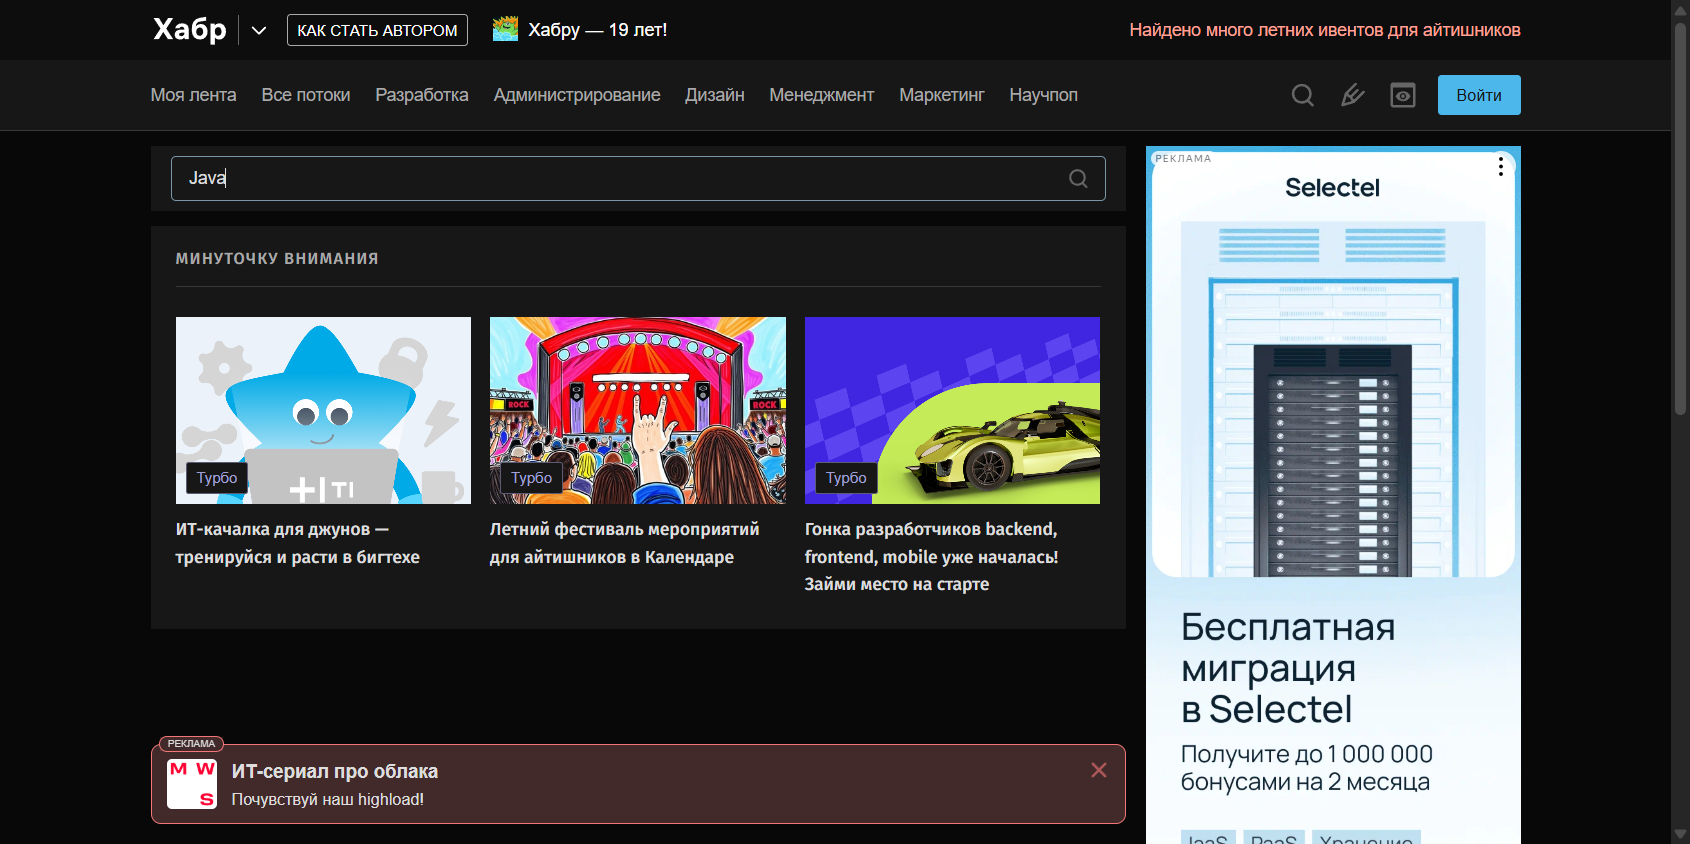 Хабр
КАК СТАТЬ АВТОРОМ
Хабру — 19 лет!
Найдено много летних ивентов для айтишников
Моя лента
Все потоки
Разработка
Администрирование
Дизайн
Менеджмент
Маркетинг
Научпоп
Войти
Java
МИНУТОЧКУ ВНИМАНИЯ
Турбо
ИТ-качалка для джунов —
тренируйся и расти в бигтехе
ROCK
ROCK
Турбо
Летний фестиваль мероприятий
для айтишников в Календаре
Турбо
Гонка разработчиков backend,
frontend, mobile уже началась!
Займи место на старте
РЕКЛАМА
M W
S
ИТ-сериал про облака
Почувствуй наш highload!
РЕКЛАМА
Selectel
Бесплатная
миграция
в Selectel
Получите до 1 000 000
бонусами на 2 месяца
IaaS
PaaS
Хранение